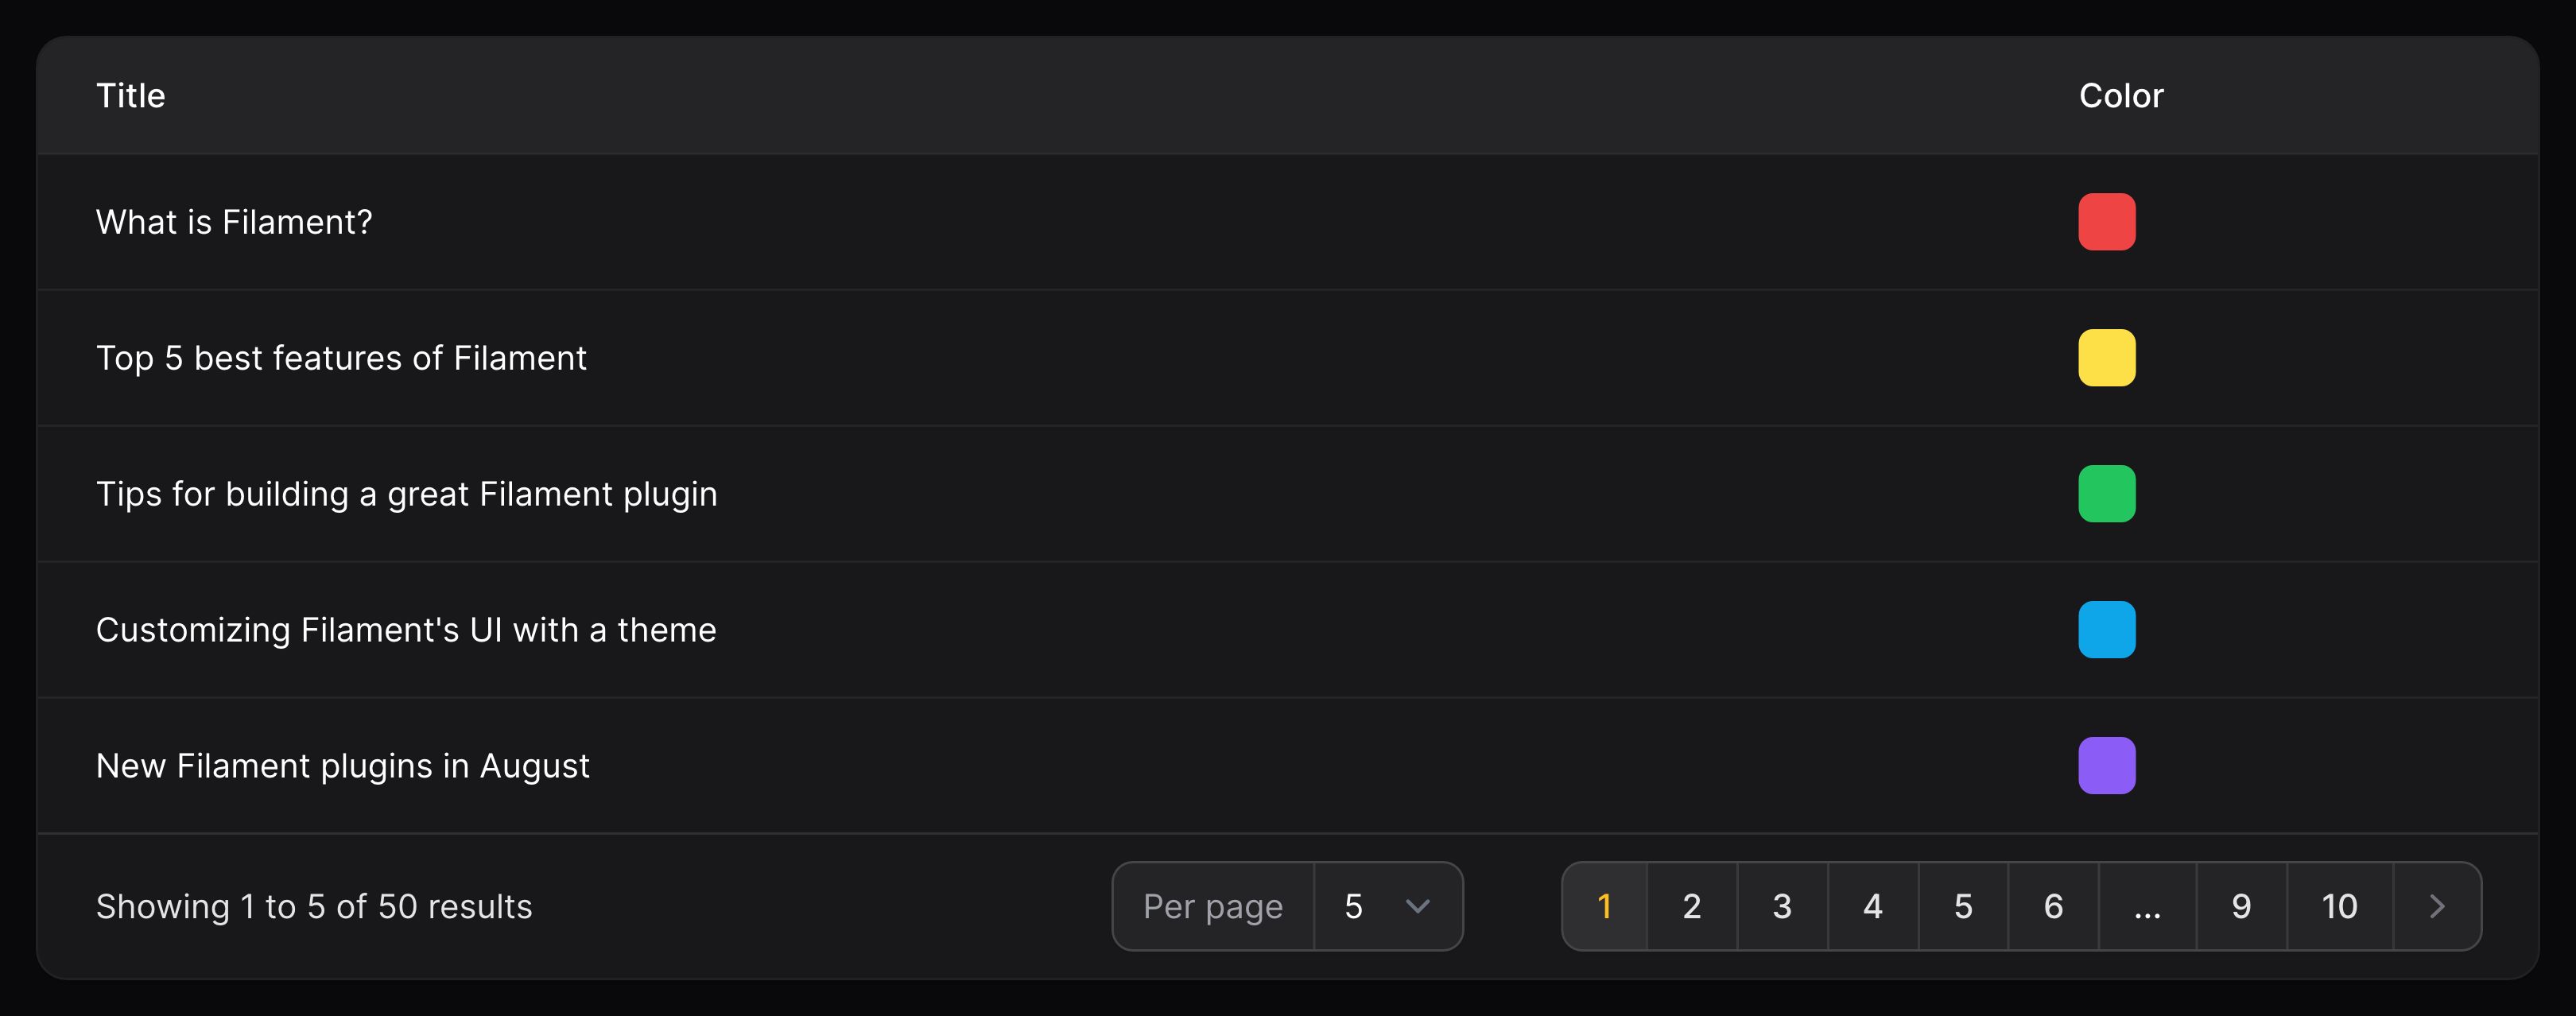 Title Color
What is Filament?
Top 5 best features of Filament
Tips for building a great Filament plugin
Customizing Filament's UI with a theme
New Filament plugins in August
Showing 1 to 5 of 50 results Per page 5 1 2 3 4 5 6 ... 9 10